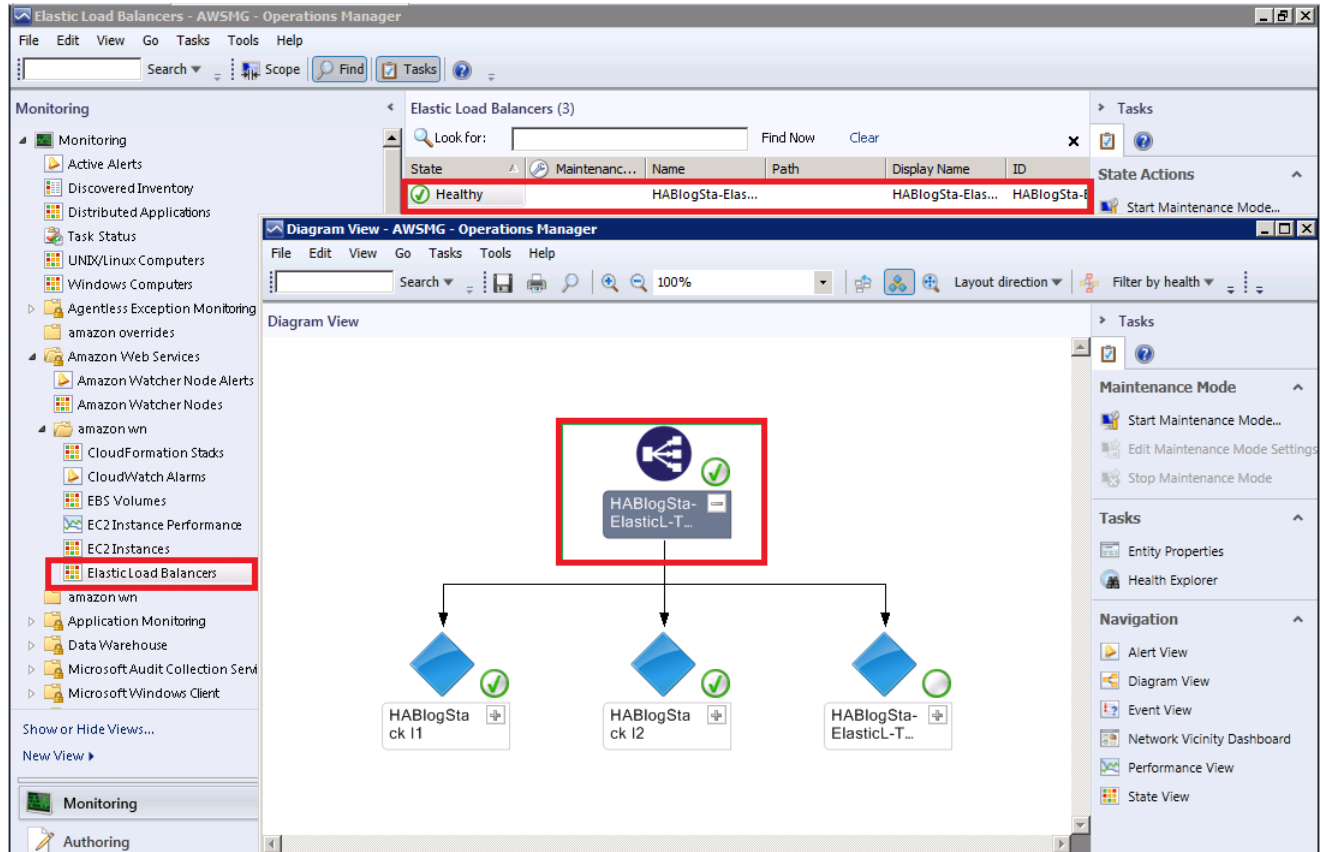 Elastic Load Balancers - AWSMG - Operations Manager
File Edit View Go Tasks Tools Help
Search Scope Find Tasks
Monitoring
Monitoring
Active Alerts
Discovered Inventory
Distributed Applications
Task Status
UNIX/Linux Computers
Windows Computers
Agentless Exception Monitoring
amazon overrides
Amazon Web Services
Amazon Watcher Node Alerts
Amazon Watcher Nodes
amazon wn
CloudFormation Stacks
CloudWatch Alarms
EBS Volumes
EC2 Instance Performance
EC2 Instances
Elastic Load Balancers
amazon wn
Application Monitoring
Data Warehouse
Microsoft Audit Collection Servi
Microsoft Windows Client
Show or Hide Views...
New View
Monitoring
Authoring
Elastic Load Balancers (3)
Look for: Find Now Clear
State Maintenanc... Name Path Display Name ID
Healthy HABlogSta-Elas... HABlogSta-Elas... HABlogSta-E
Tasks
State Actions
Start Maintenance Mode...
Diagram View - AWSMG - Operations Manager
File Edit View Go Tasks Tools Help
Search 100% Layout direction Filter by health
Diagram View
HABlogSta-
ElasticL-T...
HABlogSta
ck I1
HABlogSta
ck I2
HABlogSta-
ElasticL-T...
Tasks
Maintenance Mode
Start Maintenance Mode...
Edit Maintenance Mode Settings
Stop Maintenance Mode
Tasks
Entity Properties
Health Explorer
Navigation
Alert View
Diagram View
Event View
Network Vicinity Dashboard
Performance View
State View